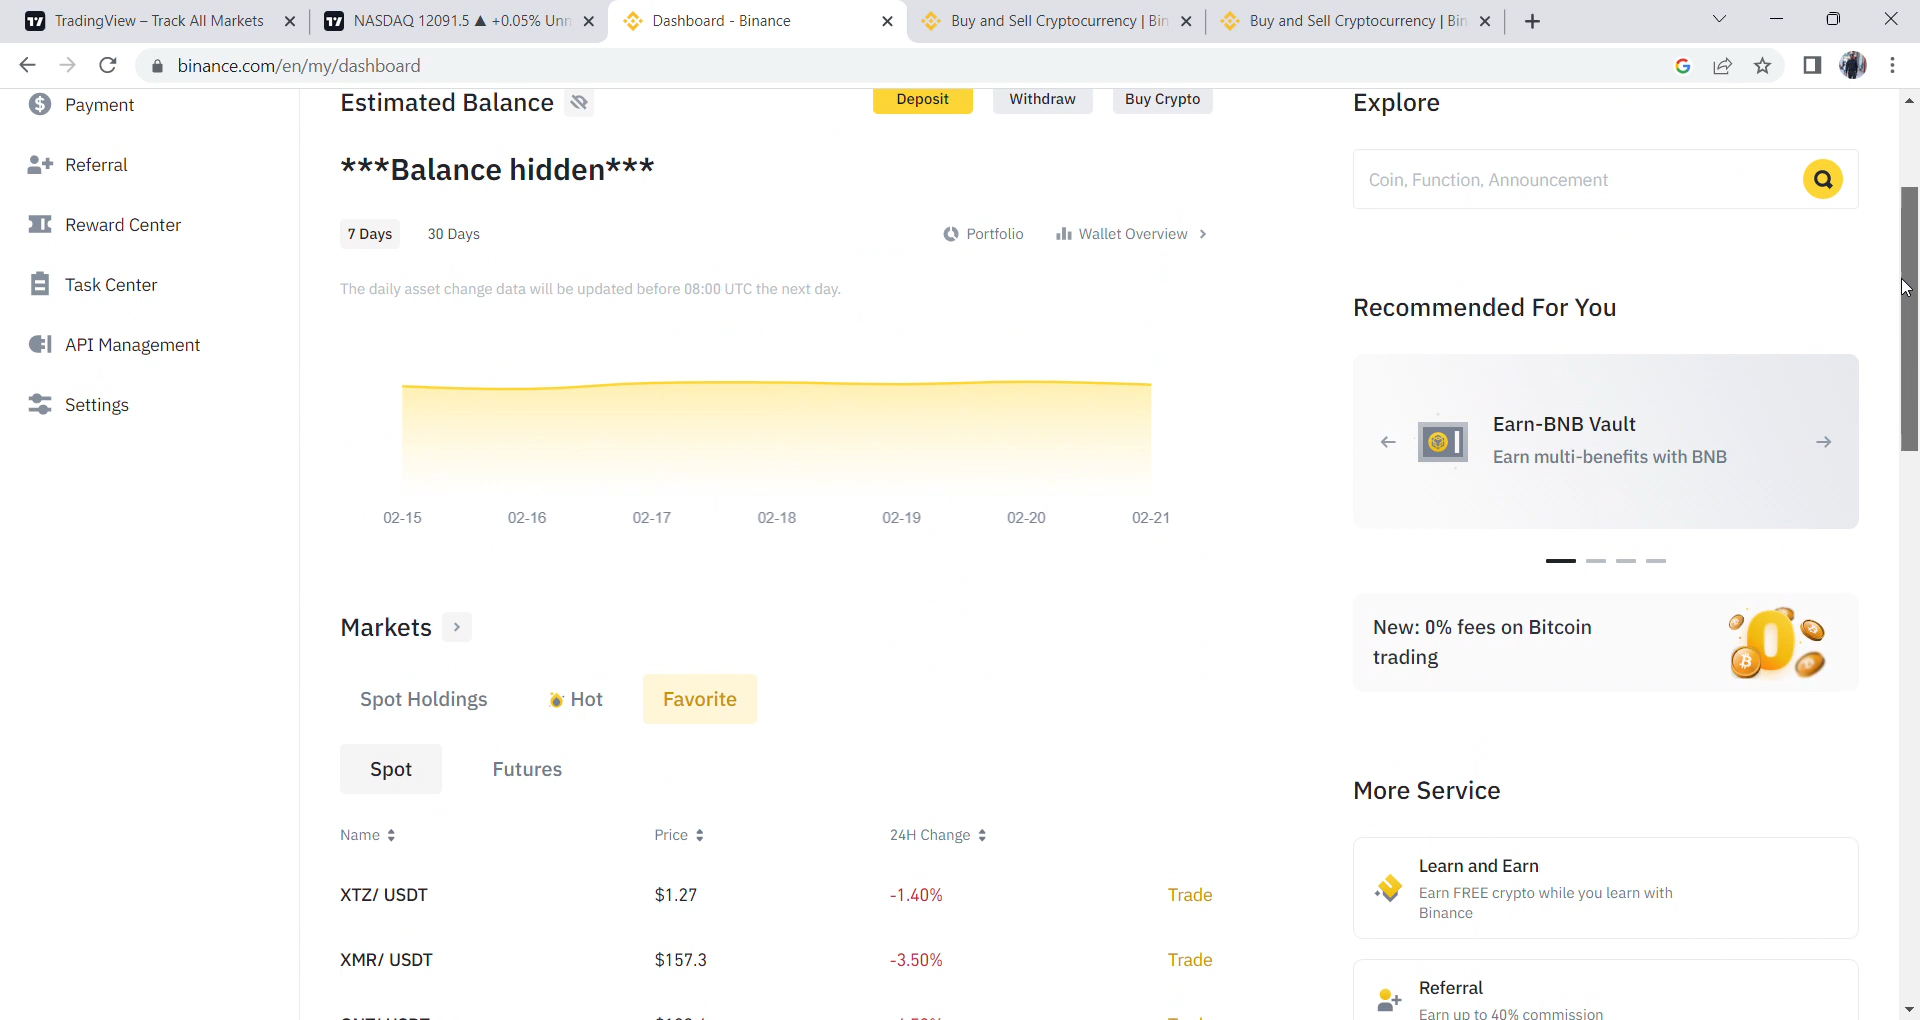 TradingView – Track All Markets
NASDAQ 12091.5 ▲ +0.05% Unn
Dashboard - Binance
Buy and Sell Cryptocurrency | Bin
Buy and Sell Cryptocurrency | Bin
binance.com/en/my/dashboard
Payment
Referral
Reward Center
Task Center
API Management
Settings
Estimated Balance
Deposit
Withdraw
Buy Crypto
***Balance hidden***
7 Days
30 Days
Portfolio
Wallet Overview
The daily asset change data will be updated before 08:00 UTC the next day.
02-15
02-16
02-17
02-18
02-19
02-20
02-21
Markets
Spot Holdings
Hot
Favorite
Spot
Futures
Name
Price
24H Change
XTZ/ USDT
$1.27
-1.40%
Trade
XMR/ USDT
$157.3
-3.50%
Trade
Explore
Coin, Function, Announcement
Recommended For You
Earn-BNB Vault
Earn multi-benefits with BNB
New: 0% fees on Bitcoin
trading
0
More Service
Learn and Earn
Earn FREE crypto while you learn with
Binance
Referral
Earn up to 40% commission